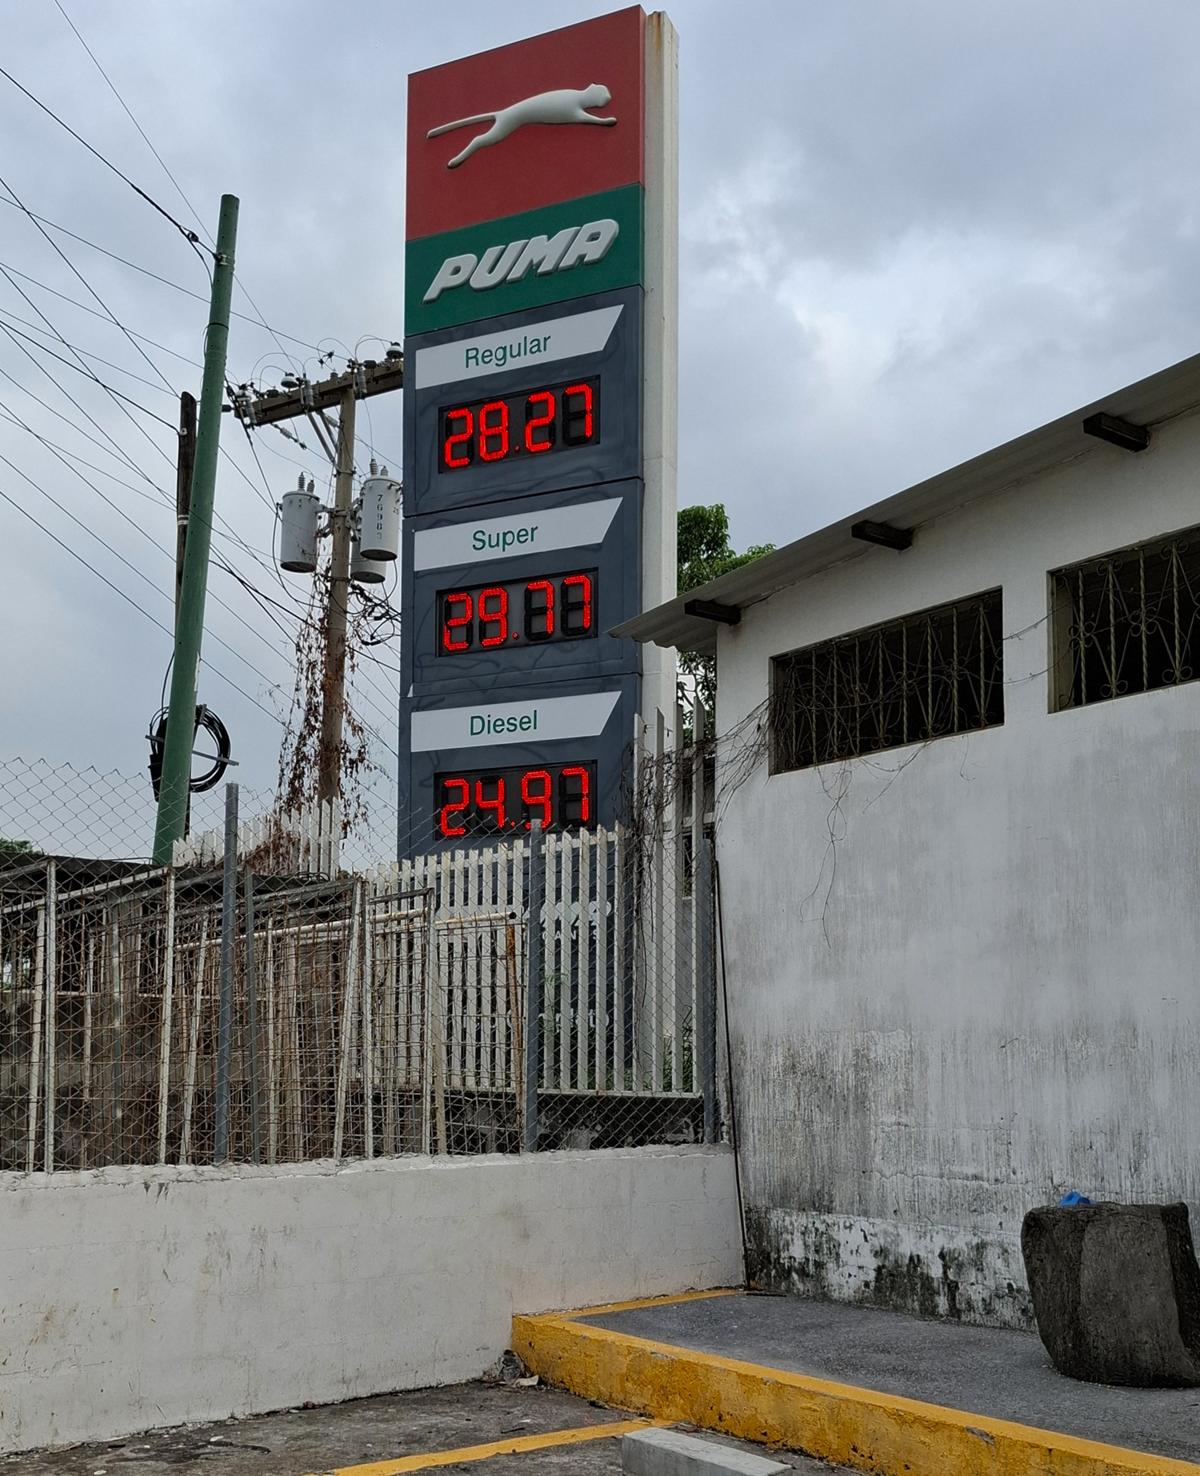 PUMA
Regular
28.27
Super
29.77
Diesel
24.97